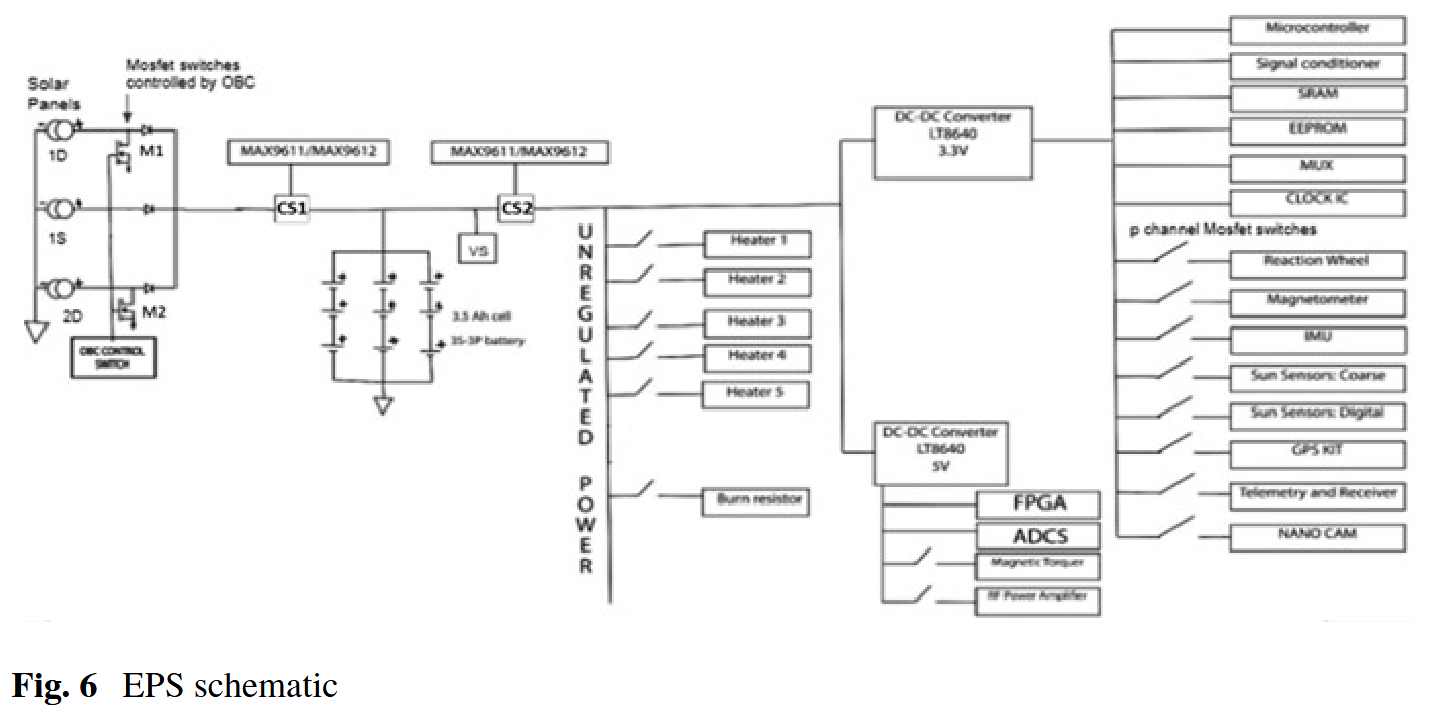 Solar
Panels
Mosfet switches
controlled by OBC
1D
M1
1S
2D
M2
OBC CONTROL
SWITCH
MAX9611/MAX9612
CS1
MAX9611/MAX9612
CS2
VS
3.5 Ah cell
3S-3P battery
UNREGULATED POWER
Heater 1
Heater 2
Heater 3
Heater 4
Heater 5
Burn resistor
DC-DC Converter
LT8640
3.3V
DC-DC Converter
LT8640
5V
FPGA
ADCS
Magnetic Torquer
RF Power Amplifier
Microcontroller
Signal conditioner
SRAM
EEPROM
MUX
CLOCK IC
p channel Mosfet switches
Reaction Wheel
Magnetometer
IMU
Sun Sensors: Coarse
Sun Sensors: Digital
GPS KIT
Telemetry and Receiver
NANO CAM
Fig. 6 EPS schematic